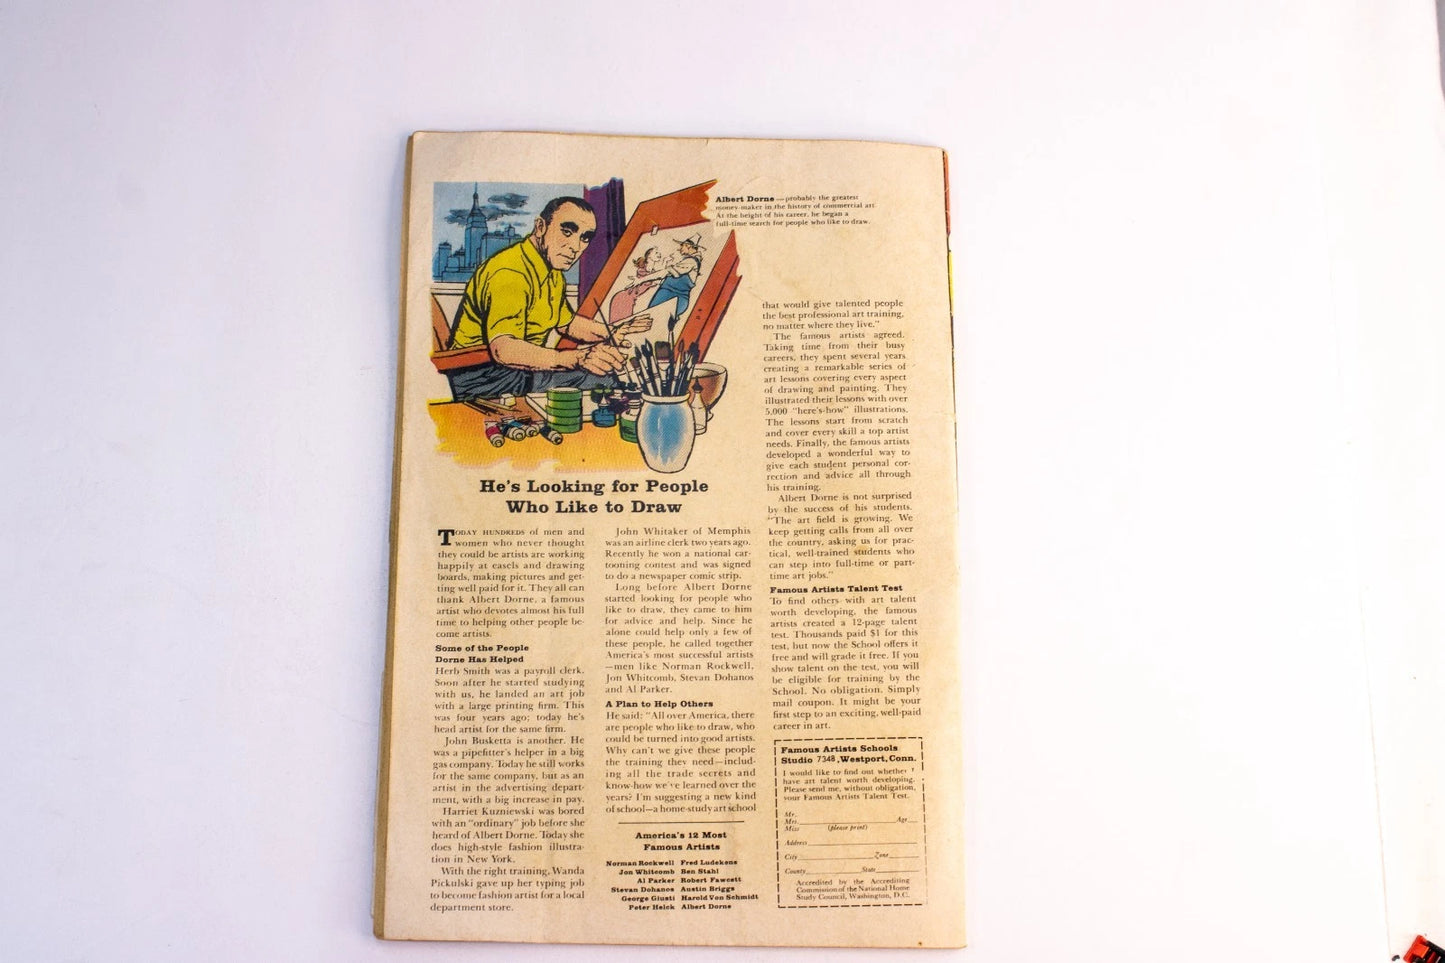 Albert Dorne — probably the greatest
money-maker in the history of commercial art.
At the height of his career, he began a
full-time search for people who like to draw.
He's Looking for People
Who Like to Draw
TODAY HUNDREDS of men and
women who never thought
they could be artists are working
happily at easels and drawing
boards, making pictures and get-
ting well paid for it. They all can
thank Albert Dorne, a famous
artist who devotes almost his full
time to helping other people be-
come artists.
Some of the People
Dorne Has Helped
Herb Smith was a payroll clerk.
Soon after he started studying
with us, he landed an art job
with a large printing firm. This
was four years ago; today he's
head artist for the same firm.
John Busketta is another. He
was a pipefitter's helper in a big
gas company. Today he still works
for the same company, but as an
artist in the advertising depart-
ment, with a big increase in pay.
Harriet Kuzniewski was bored
with an "ordinary" job before she
heard of Albert Dorne. Today she
does high-style fashion illustra-
tion in New York.
With the right training, Wanda
Pickulski gave up her typing job
to become fashion artist for a local
department store.
John Whitaker of Memphis
was an airline clerk two years ago.
Recently he won a national car-
tooning contest and was signed
to do a newspaper comic strip.
Long before Albert Dorne
started looking for people who
like to draw, they came to him
for advice and help. Since he
alone could help only a few of
these people, he called together
America's most successful artists
—men like Norman Rockwell,
Jon Whitcomb, Stevan Dohanos
and Al Parker.
A Plan to Help Others
He said: "All over America, there
are people who like to draw, who
could be turned into good artists.
Why can't we give these people
the training they need—includ-
ing all the trade secrets and
know-how we've learned over the
years? I'm suggesting a new kind
of school—a home-study art school
America's 12 Most
Famous Artists
Norman Rockwell Fred Ludekens
Jon Whitcomb Ben Stahl
Al Parker Robert Fawcett
Stevan Dohanos Austin Briggs
George Giusti Harold Von Schmidt
Peter Helck Albert Dorne
that would give talented people
the best professional art training,
no matter where they live."
The famous artists agreed.
Taking time from their busy
careers, they spent several years
creating a remarkable series of
art lessons covering every aspect
of drawing and painting. They
illustrated their lessons with over
5,000 "here's-how" illustrations.
The lessons start from scratch
and cover every skill a top artist
needs. Finally, the famous artists
developed a wonderful way to
give each student personal cor-
rection and advice all through
his training.
Albert Dorne is not surprised
by the success of his students.
"The art field is growing. We
keep getting calls from all over
the country, asking us for prac-
tical, well-trained students who
can step into full-time or part-
time art jobs."
Famous Artists Talent Test
To find others with art talent
worth developing, the famous
artists created a 12-page talent
test. Thousands paid $1 for this
test, but now the School offers it
free and will grade it free. If you
show talent on the test, you will
be eligible for training by the
School. No obligation. Simply
mail coupon. It might be your
first step to an exciting, well-paid
career in art.
Famous Artists Schools
Studio 7348, Westport, Conn.
I would like to find out whether I
have art talent worth developing.
Please send me, without obligation,
your Famous Artists Talent Test.
Mr.
Mrs. Age
Miss (please print)
Address
City Zone
County State
Accredited by the Accrediting
Commission of the National Home
Study Council, Washington, D.C.